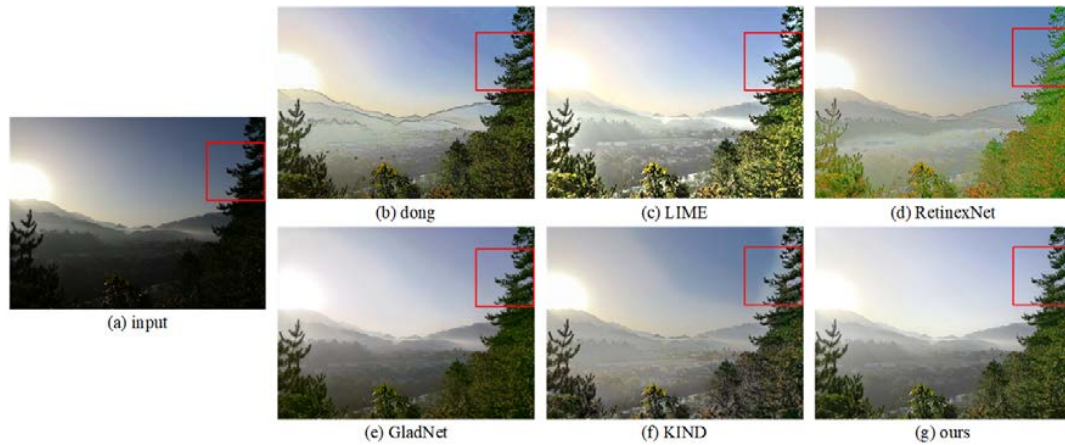 (b) dong
(c) LIME
(d) RetinexNet
(a) input
(e) GladNet
(f) KIND
(g) ours